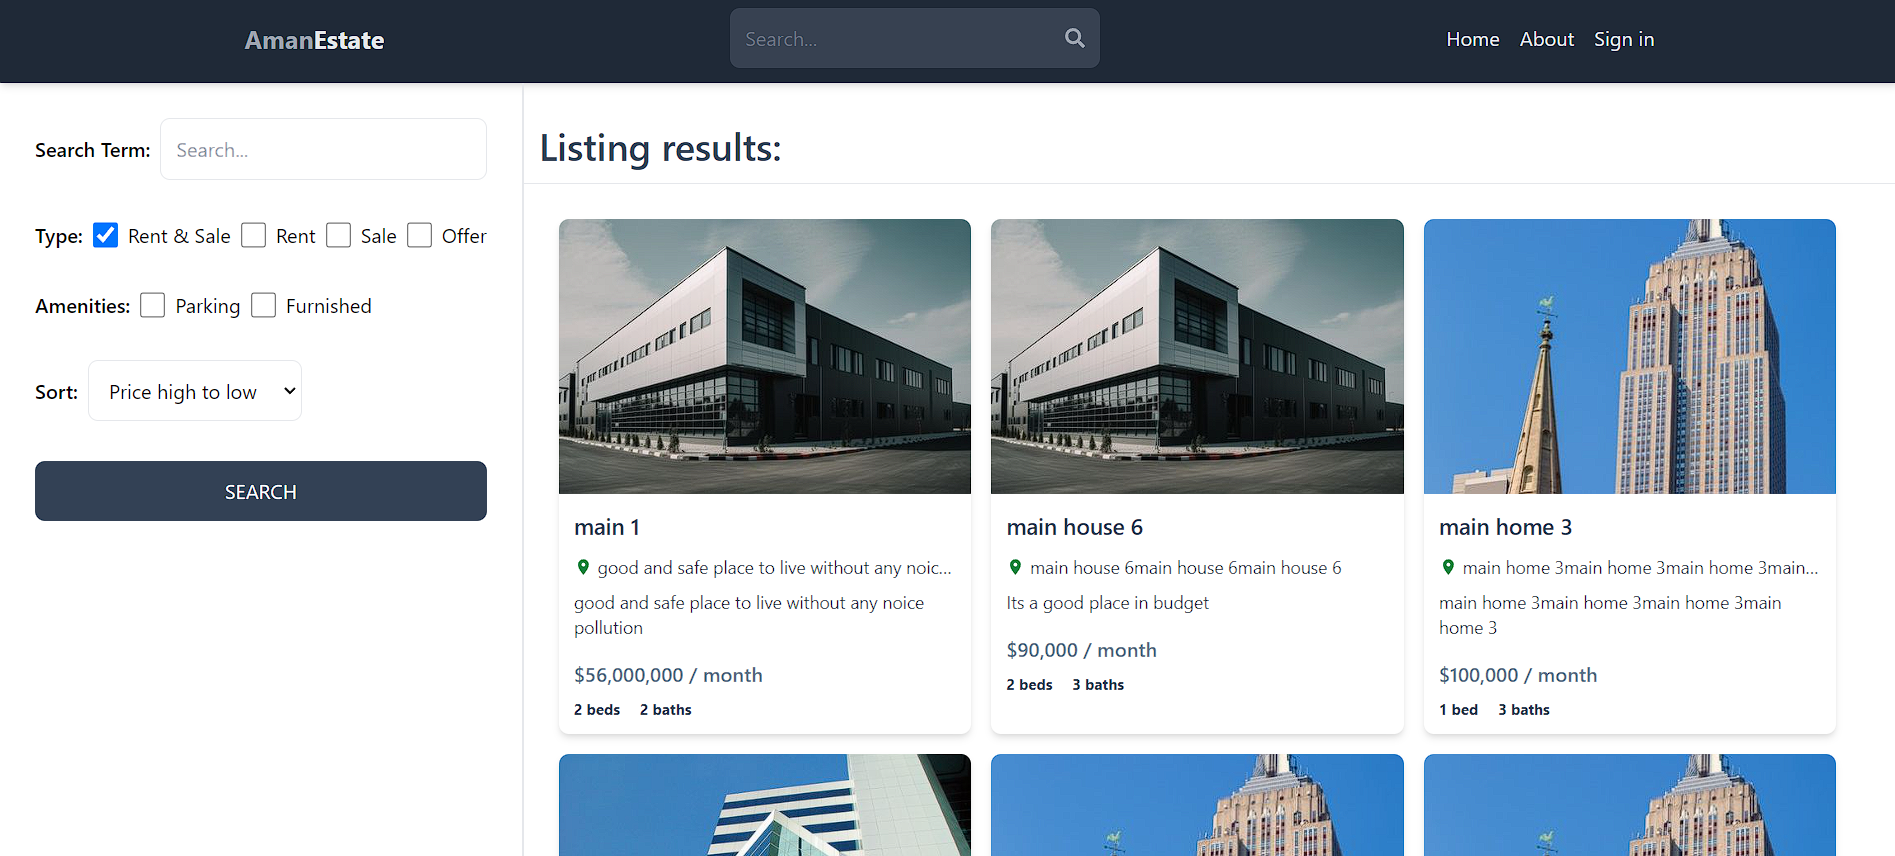 AmanEstate
Search...
Home About Sign in
Search Term: Search...
Type: Rent & Sale Rent Sale Offer
Amenities: Parking Furnished
Sort: Price high to low
SEARCH
Listing results:
main 1
good and safe place to live without any noic...
good and safe place to live without any noice
pollution
$56,000,000 / month
2 beds 2 baths
main house 6
main house 6main house 6main house 6
Its a good place in budget
$90,000 / month
2 beds 3 baths
main home 3
main home 3main home 3main home 3main...
main home 3main home 3main home 3main
home 3
$100,000 / month
1 bed 3 baths